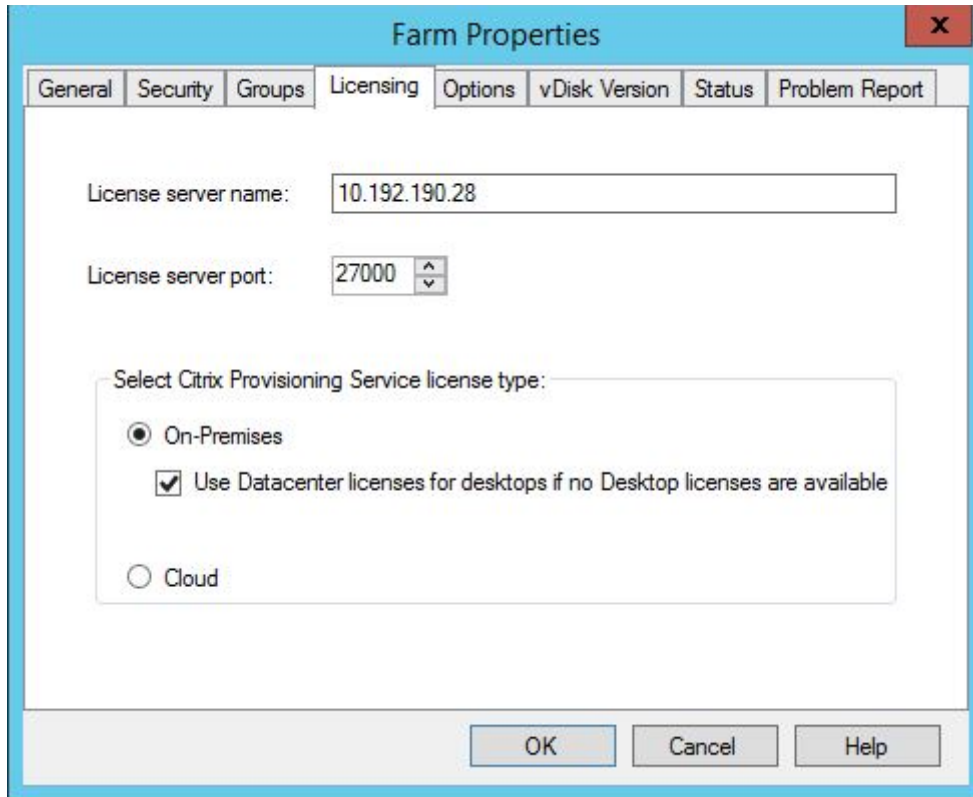 Farm Properties
x
General Security Groups Licensing Options vDisk Version Status Problem Report
License server name: 10.192.190.28
License server port: 27000
Select Citrix Provisioning Service license type:
On-Premises
Use Datacenter licenses for desktops if no Desktop licenses are available
Cloud
OK Cancel Help